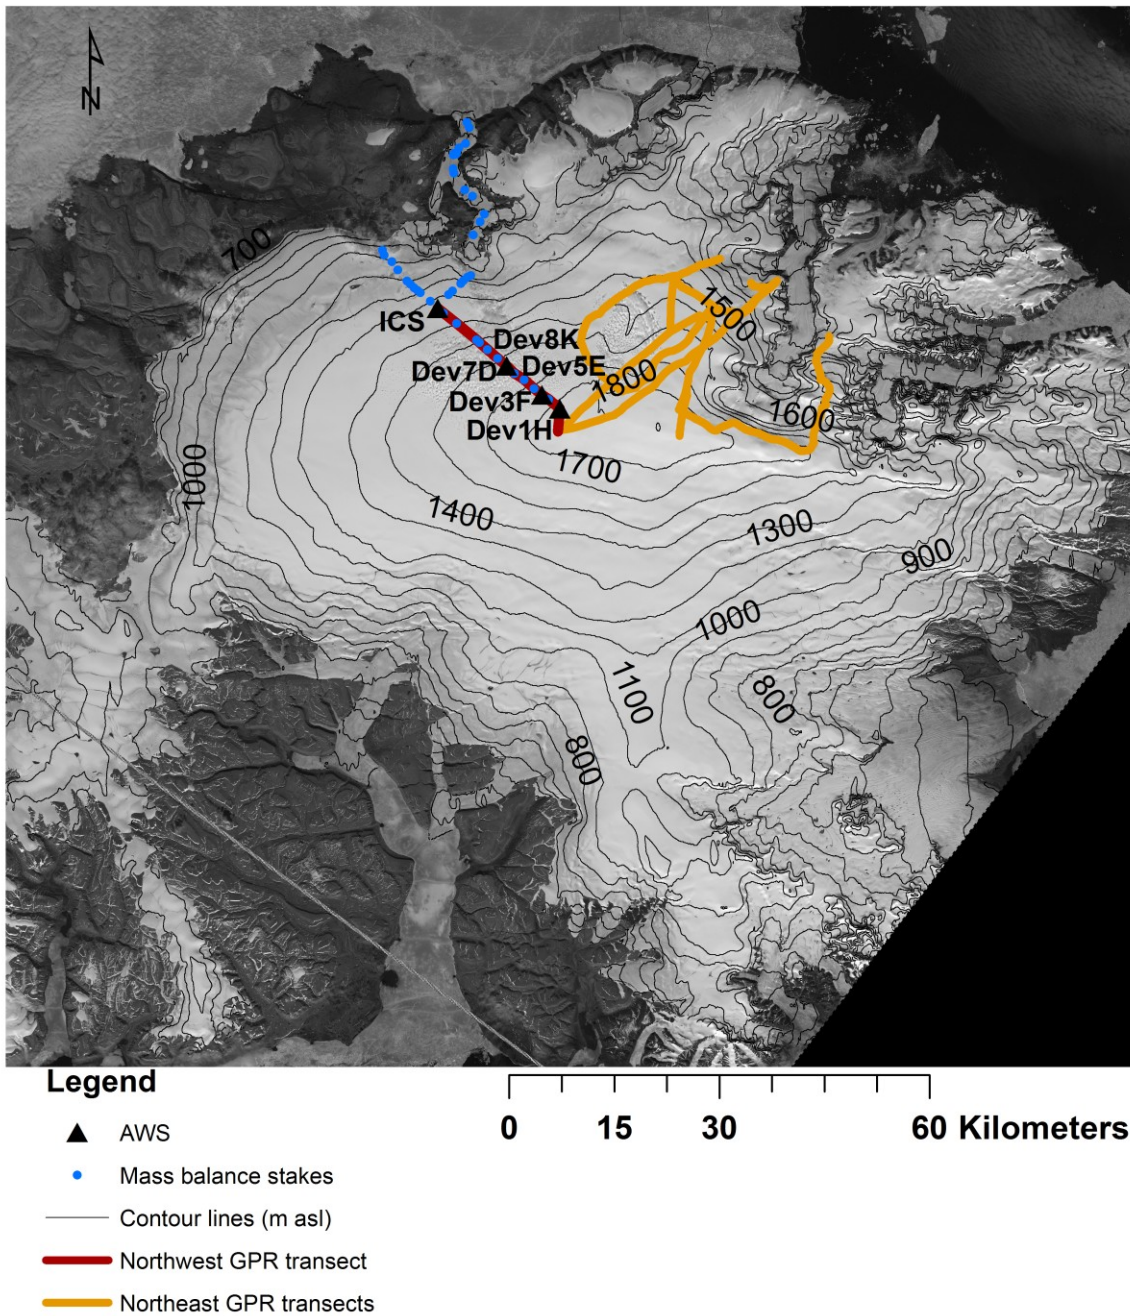 N
700
ICS
1500
Dev8K
Dev7D
Dev5E
1800
Dev3F
1600
Dev1H
1700
1000
1400
1300
900
1000
1100
800
800
Legend
AWS
Mass balance stakes
Contour lines (m asl)
Northwest GPR transect
Northeast GPR transects
0 15 30 60 Kilometers